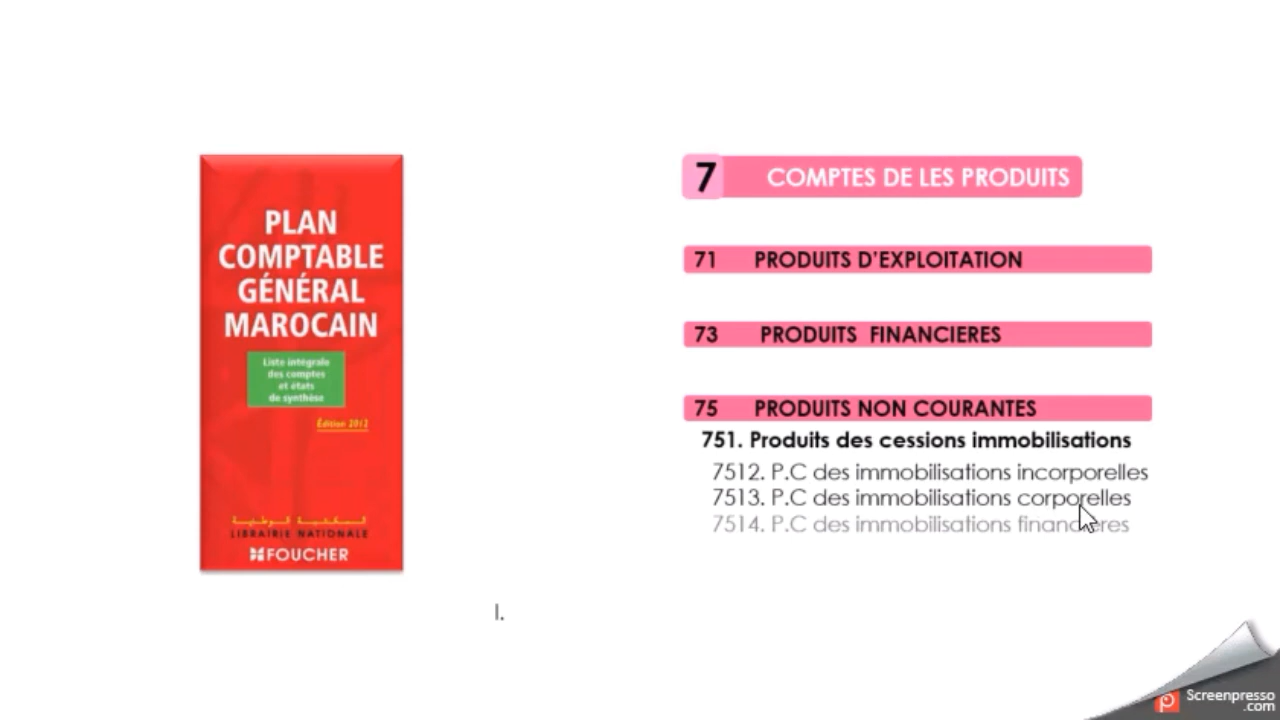 PLAN
COMPTABLE
GÉNÉRAL
MAROCAIN
Liste intégrale
des comptes
et états
de synthèse
Édition 2012
المكتبة الوطنية
LIBRAIRIE NATIONALE
FOUCHER
7 COMPTES DE LES PRODUITS
71 PRODUITS D'EXPLOITATION
73 PRODUITS FINANCIERES
75 PRODUITS NON COURANTES
751. Produits des cessions immobilisations
7512. P.C des immobilisations incorporelles
7513. P.C des immobilisations corporelles
7514. P.C des immobilisations financières
I.
Screenpresso
.com